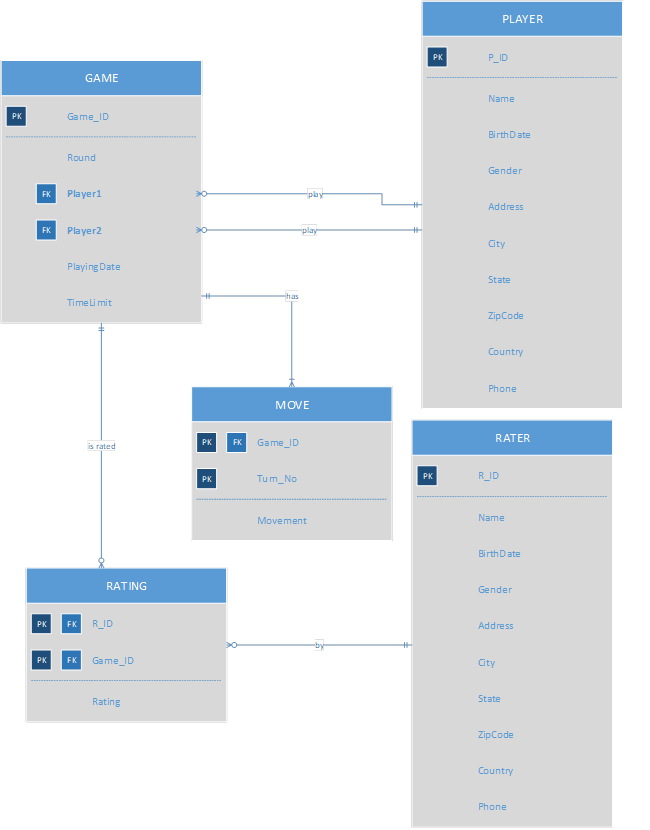 PLAYER
PK P_ID
Name
BirthDate
Gender
Address
City
State
ZipCode
Country
Phone
GAME
PK Game_ID
Round
FK Player1
FK Player2
PlayingDate
TimeLimit
play
play
has
is rated
MOVE
PK FK Game_ID
PK Turn_No
Movement
RATER
PK R_ID
Name
BirthDate
Gender
Address
City
State
ZipCode
Country
Phone
RATING
PK FK R_ID
PK FK Game_ID
Rating
by